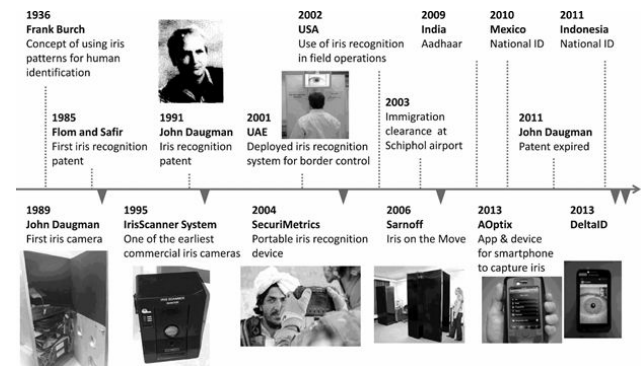 1936
Frank Burch
Concept of using iris
patterns for human
identification
1985
Flom and Safir
First iris recognition
patent
1991
John Daugman
Iris recognition
patent
2002
USA
Use of iris recognition
in field operations
2001
UAE
Deployed iris recognition
system for border control
2009
India
Aadhaar
2003
Immigration
clearance at
Schiphol airport
2010
Mexico
National ID
2011
Indonesia
National ID
2011
John Daugman
Patent expired
1989
John Daugman
First iris camera
1995
IrisScanner System
One of the earliest
commercial iris cameras
2004
SecuriMetrics
Portable iris recognition
device
2006
Sarnoff
Iris on the Move
2013
AOptix
App & device
for smartphone
to capture iris
2013
DeltaID